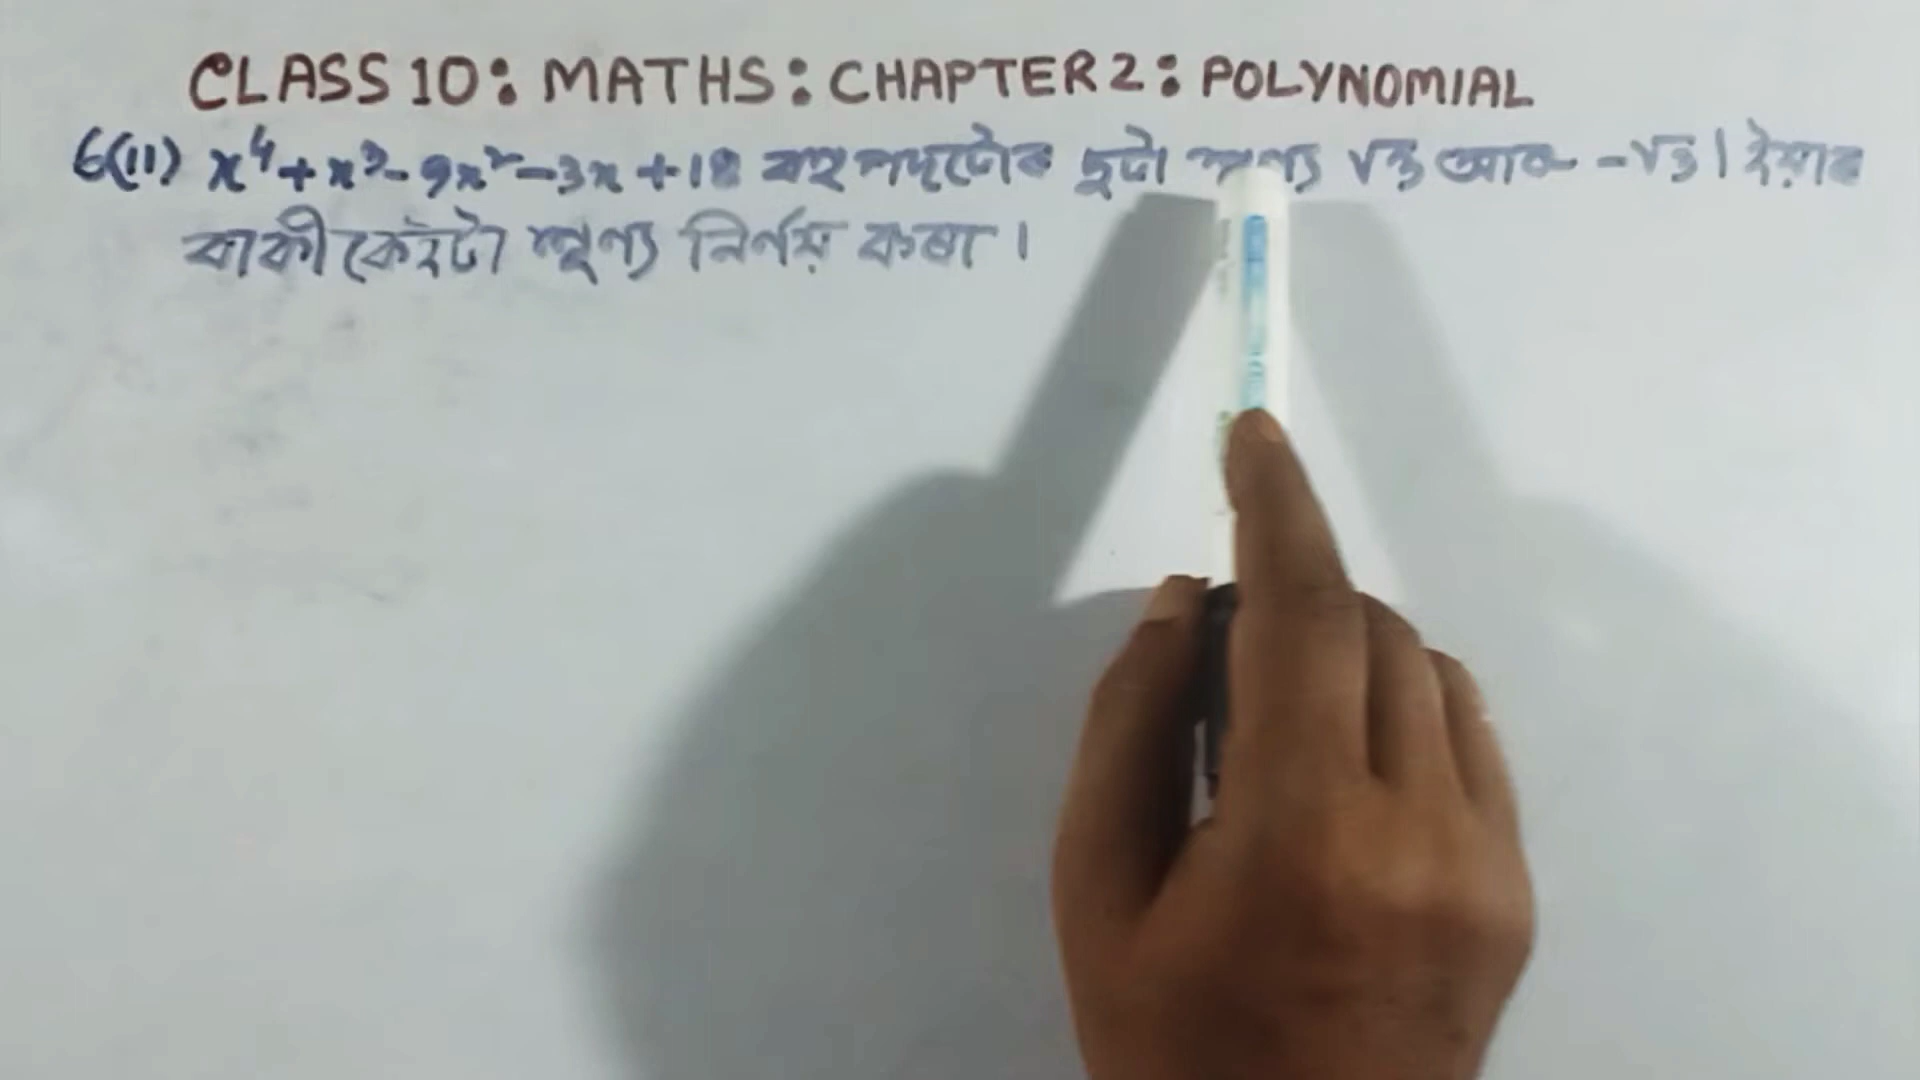 CLASS 10: MATHS: CHAPTER 2: POLYNOMIAL
6(11) x⁴+x³-9x²-3x+18 বহুপদটোৰ দুটা শূণ্য √3 আৰু -√3। ইয়াৰ
বাকী কেইটা শূণ্য নিৰ্ণয় কৰা।